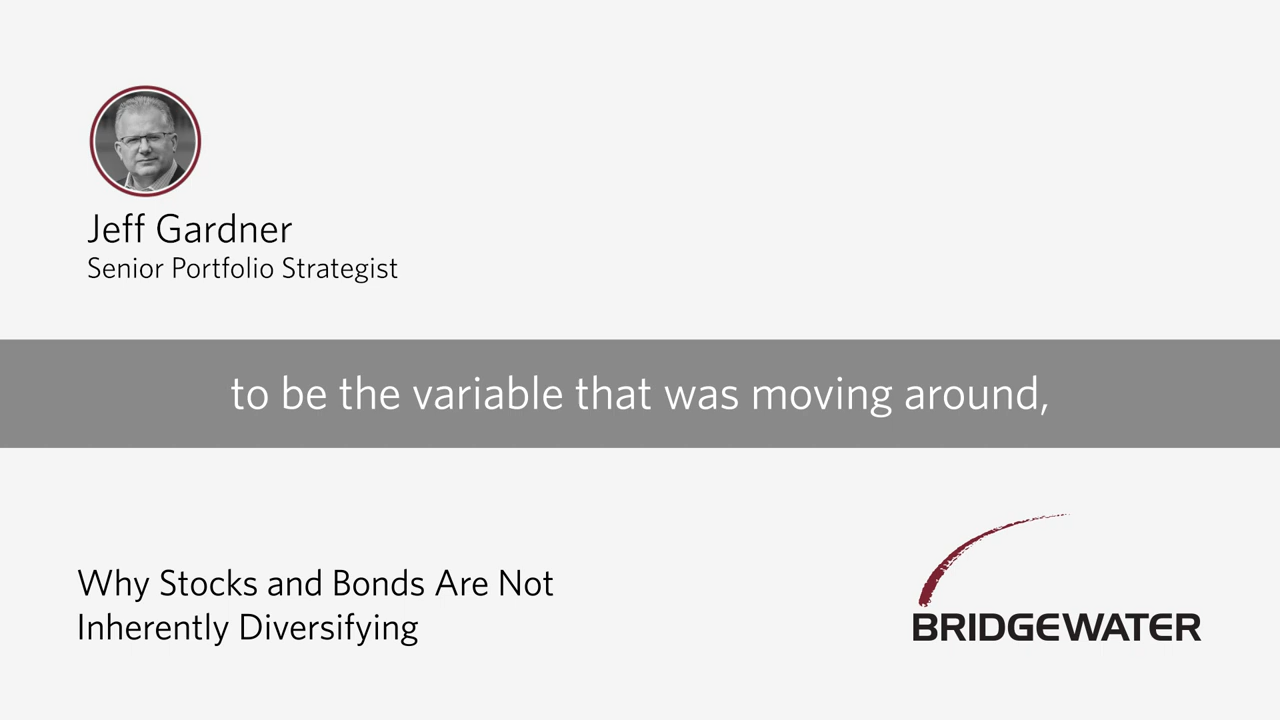 Jeff Gardner
Senior Portfolio Strategist
to be the variable that was moving around,
Why Stocks and Bonds Are Not
Inherently Diversifying
BRIDGEWATER